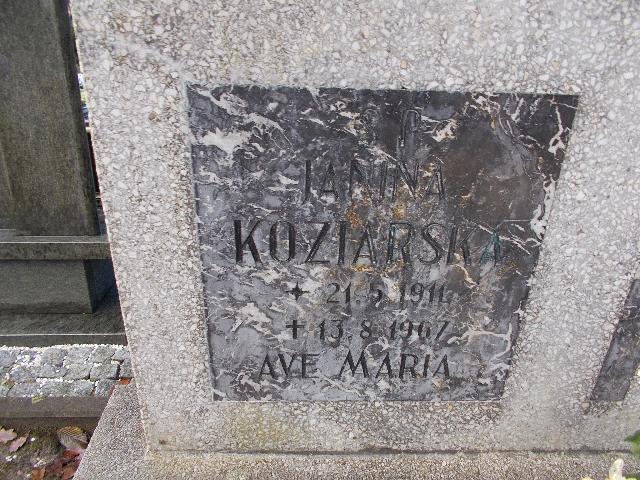 Ś P
JANINA
KOZIARSKA
✦ 21.5.1911
+ 13.8.1967
AVE MARIA